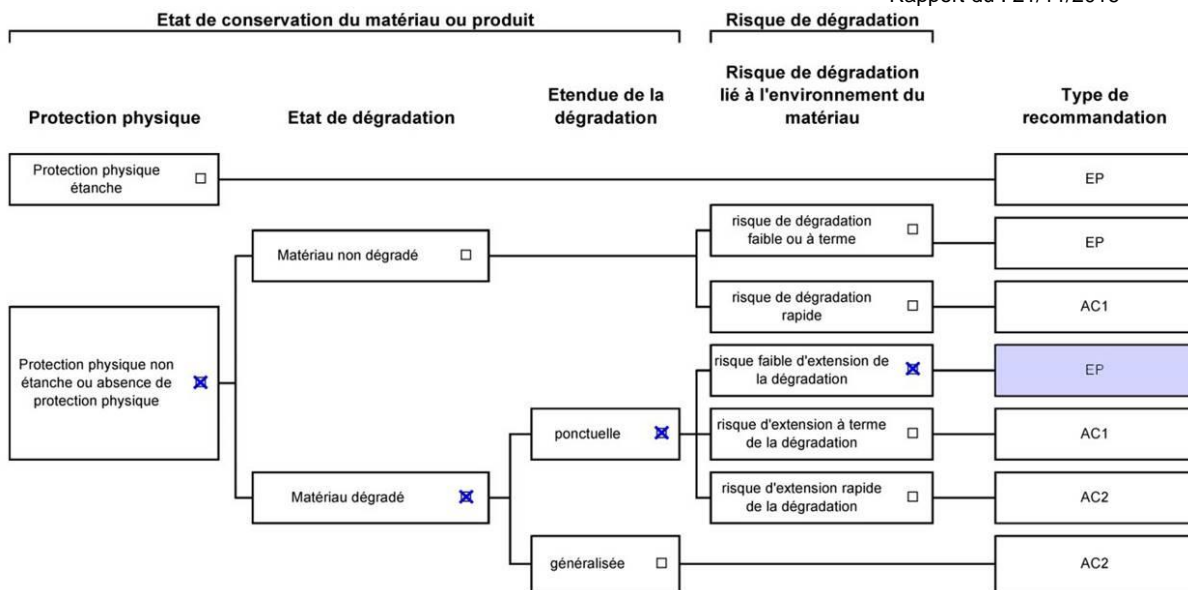 Etat de conservation du matériau ou produit
Risque de dégradation
Protection physique
Etat de dégradation
Etendue de la
dégradation
Risque de dégradation
lié à l'environnement du
matériau
Type de
recommandation
Protection physique
étanche
EP
Matériau non dégradé
risque de dégradation
faible ou à terme
EP
risque de dégradation
rapide
AC1
Protection physique non
étanche ou absence de
protection physique
risque faible d'extension de
la dégradation
EP
ponctuelle
risque d'extension à terme
de la dégradation
AC1
Matériau dégradé
risque d'extension rapide
de la dégradation
AC2
généralisée
AC2